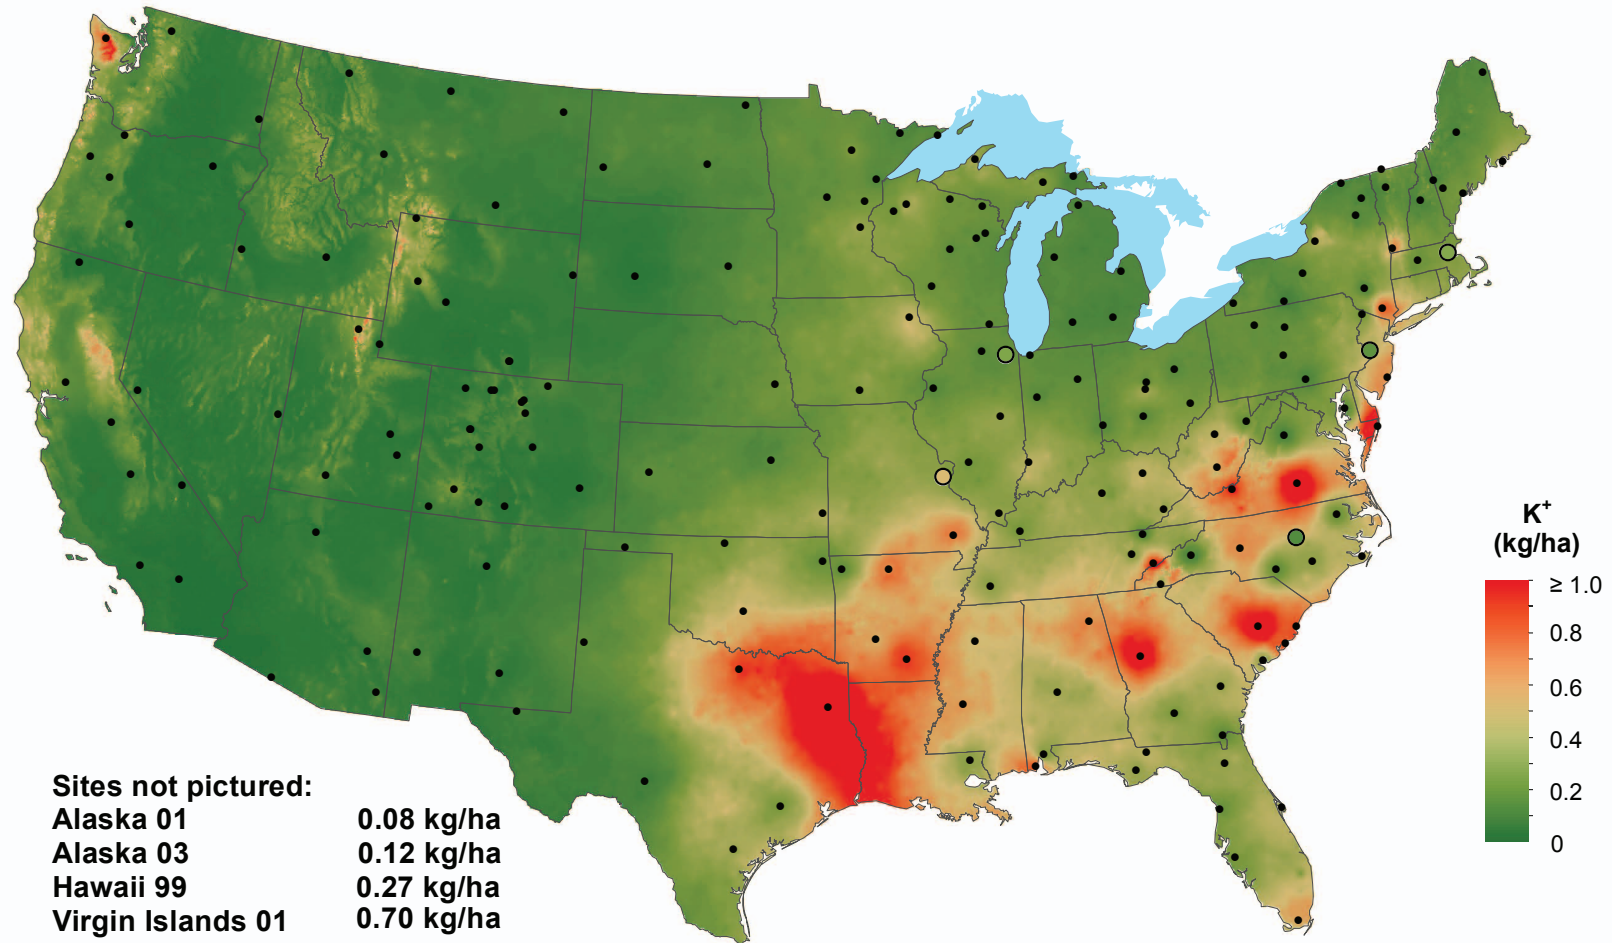 K+
(kg/ha)
≥ 1.0
0.8
0.6
0.4
0.2
0
Sites not pictured:
Alaska 01 0.08 kg/ha
Alaska 03 0.12 kg/ha
Hawaii 99 0.27 kg/ha
Virgin Islands 01 0.70 kg/ha